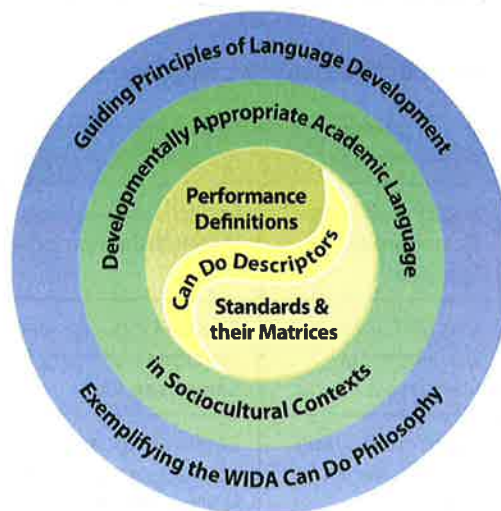 Guiding Principles of Language Development
Developmentally Appropriate Academic Language
Performance
Definitions
Can Do Descriptors
Standards &
their Matrices
in Sociocultural Contexts
Exemplifying the WIDA Can Do Philosophy